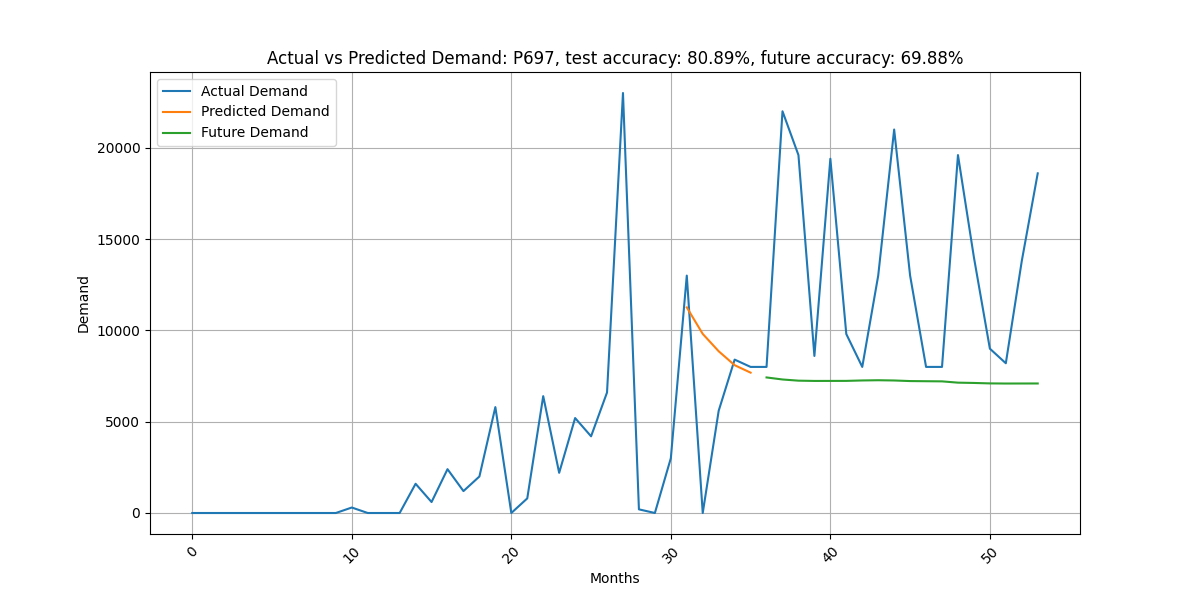 Actual vs Predicted Demand: P697, test accuracy: 80.89%, future accuracy: 69.88%
Actual Demand
Predicted Demand
Future Demand
20000
15000
10000
5000
0
Demand
0 10 20 30 40 50
Months